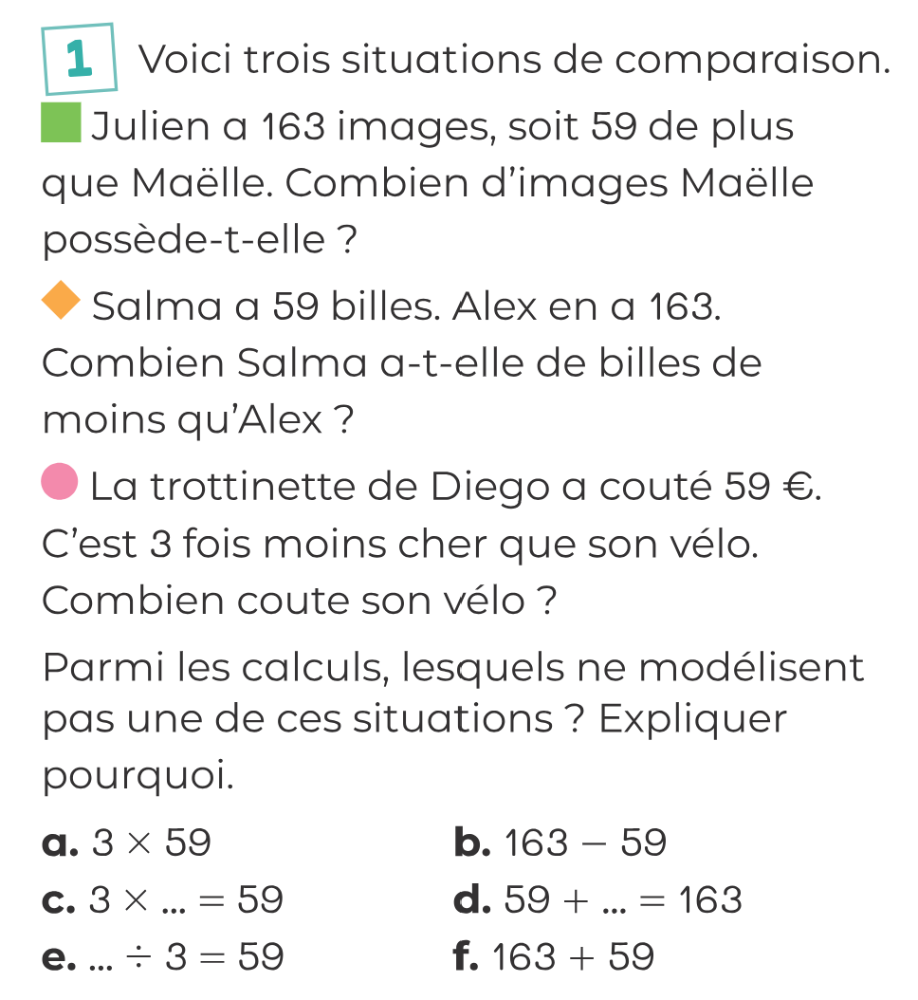 1 Voici trois situations de comparaison.
Julien a 163 images, soit 59 de plus
que Maëlle. Combien d’images Maëlle
possède-t-elle ?
Salma a 59 billes. Alex en a 163.
Combien Salma a-t-elle de billes de
moins qu’Alex ?
La trottinette de Diego a couté 59 €.
C’est 3 fois moins cher que son vélo.
Combien coute son vélo ?
Parmi les calculs, lesquels ne modélisent
pas une de ces situations ? Expliquer
pourquoi.
a. 3 × 59 b. 163 – 59
c. 3 × ... = 59 d. 59 + ... = 163
e. ... ÷ 3 = 59 f. 163 + 59